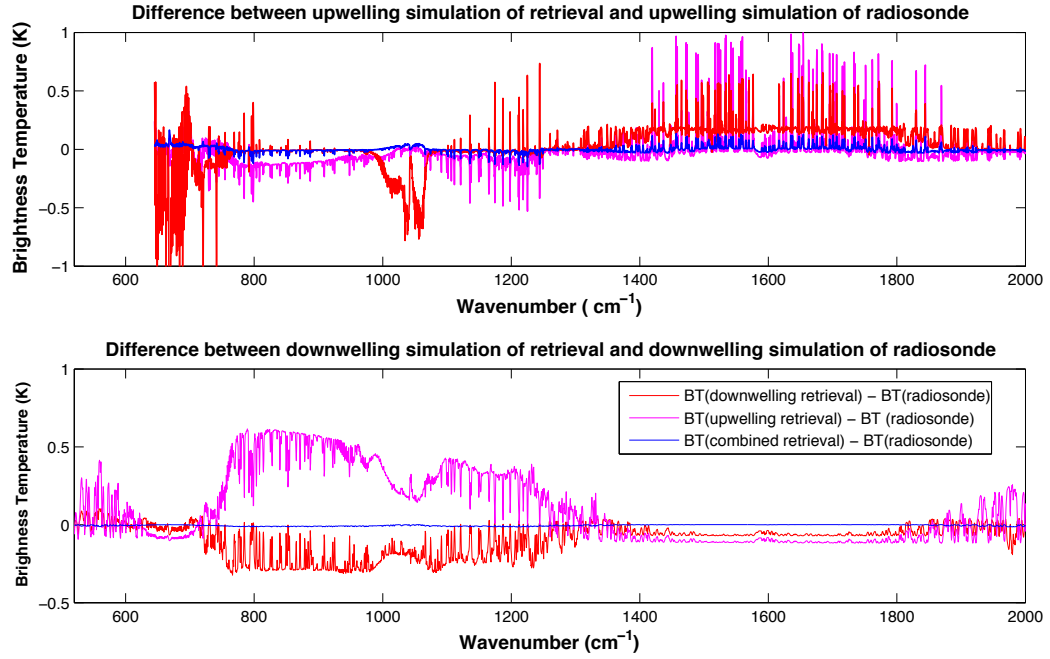 Difference between upwelling simulation of retrieval and upwelling simulation of radiosonde
Brightness Temperature (K)
1
0.5
0
−0.5
−1
600 800 1000 1200 1400 1600 1800 2000
Wavenumber ( cm⁻¹)
Difference between downwelling simulation of retrieval and downwelling simulation of radiosonde
Brightness Temperature (K)
1
0.5
0
−0.5
BT(downwelling retrieval) − BT(radiosonde)
BT(upwelling retrieval) − BT (radiosonde)
BT(combined retrieval) − BT(radiosonde)
600 800 1000 1200 1400 1600 1800 2000
Wavenumber (cm⁻¹)